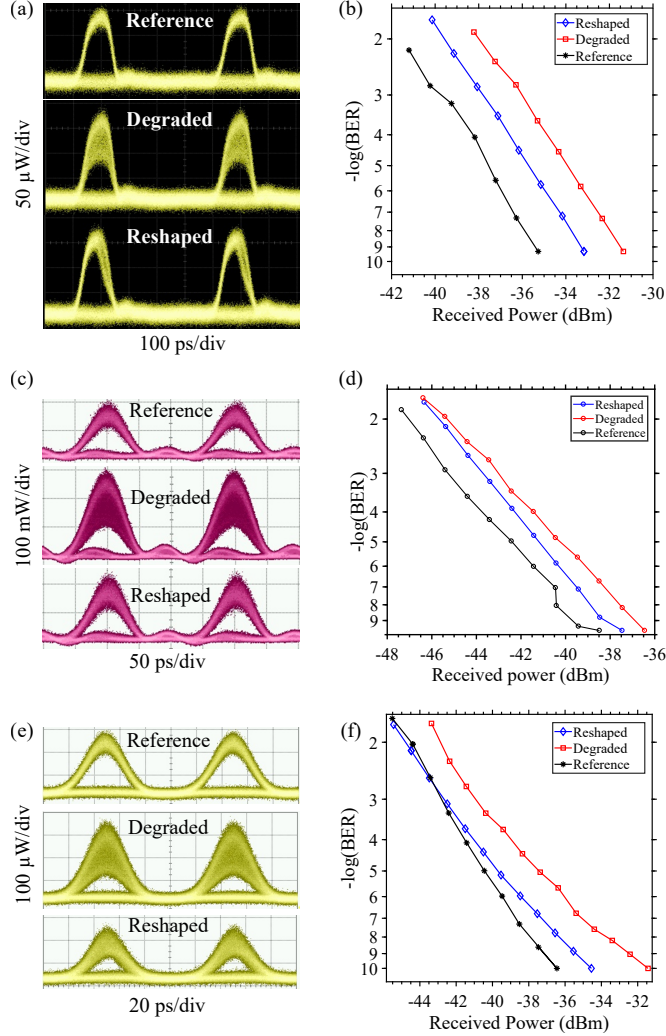 (a)
Reference
Degraded
Reshaped
50 µW/div
100 ps/div
(b)
Reshaped
Degraded
Reference
-log(BER)
2
3
4
5
6
7
8
9
10
-42 -40 -38 -36 -34 -32 -30
Received Power (dBm)
(c)
Reference
Degraded
Reshaped
100 mW/div
50 ps/div
(d)
Reshaped
Degraded
Reference
-log(BER)
2
3
4
5
6
7
8
9
-48 -46 -44 -42 -40 -38 -36
Received power (dBm)
(e)
Reference
Degraded
Reshaped
100 µW/div
20 ps/div
(f)
Reshaped
Degraded
Reference
-log(BER)
2
3
4
5
6
7
8
9
10
-44 -42 -40 -38 -36 -34 -32
Received Power (dBm)